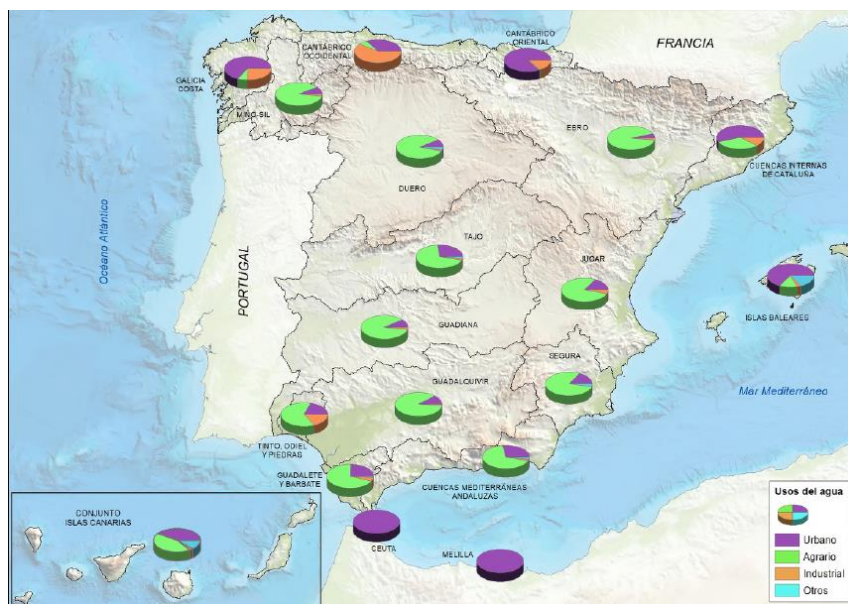 CANTÁBRICO
OCCIDENTAL
CANTÁBRICO
ORIENTAL
FRANCIA
GALICIA
COSTA
MIÑO-SIL
EBRO
CUENCAS INTERNAS
DE CATALUÑA
DUERO
Océano Atlántico
PORTUGAL
TAJO
JÚCAR
ISLAS BALEARES
GUADIANA
SEGURA
GUADALQUIVIR
Mar Mediterráneo
TINTO, ODIEL
Y PIEDRAS
GUADALETE
Y BARBATE
CUENCAS MEDITERRÁNEAS
ANDALUZAS
CONJUNTO
ISLAS CANARIAS
CEUTA
MELILLA
Usos del agua
Urbano
Agrario
Industrial
Otros